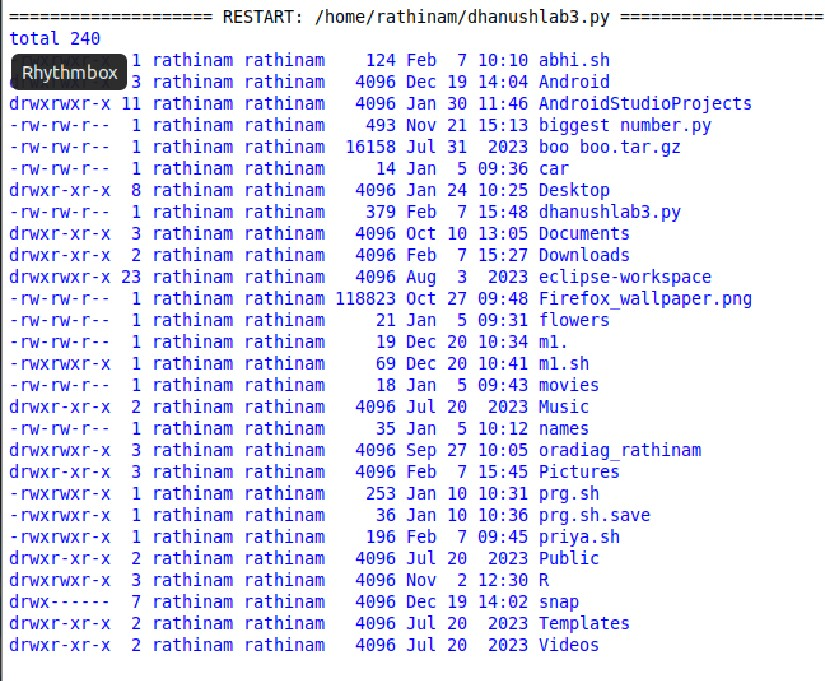 ==================== RESTART: /home/rathinam/dhanushlab3.py ====================
total 240
1 rathinam rathinam    124 Feb  7 10:10 abhi.sh
Rhythmbox
3 rathinam rathinam   4096 Dec 19 14:04 Android
drwxrwxr-x 11 rathinam rathinam   4096 Jan 30 11:46 AndroidStudioProjects
-rw-rw-r--  1 rathinam rathinam    493 Nov 21 15:13 biggest number.py
-rw-rw-r--  1 rathinam rathinam  16158 Jul 31  2023 boo boo.tar.gz
-rw-rw-r--  1 rathinam rathinam     14 Jan  5 09:36 car
drwxr-xr-x  8 rathinam rathinam   4096 Jan 24 10:25 Desktop
-rw-rw-r--  1 rathinam rathinam    379 Feb  7 15:48 dhanushlab3.py
drwxr-xr-x  3 rathinam rathinam   4096 Oct 10 13:05 Documents
drwxr-xr-x  2 rathinam rathinam   4096 Feb  7 15:27 Downloads
drwxrwxr-x 23 rathinam rathinam   4096 Aug  3  2023 eclipse-workspace
-rw-rw-r--  1 rathinam rathinam 118823 Oct 27 09:48 Firefox_wallpaper.png
-rw-rw-r--  1 rathinam rathinam     21 Jan  5 09:31 flowers
-rw-rw-r--  1 rathinam rathinam     19 Dec 20 10:34 m1.
-rwxrwxr-x  1 rathinam rathinam     69 Dec 20 10:41 m1.sh
-rw-rw-r--  1 rathinam rathinam     18 Jan  5 09:43 movies
drwxr-xr-x  2 rathinam rathinam   4096 Jul 20  2023 Music
-rw-rw-r--  1 rathinam rathinam     35 Jan  5 10:12 names
drwxrwxr-x  3 rathinam rathinam   4096 Sep 27 10:05 oradiag_rathinam
drwxr-xr-x  3 rathinam rathinam   4096 Feb  7 15:45 Pictures
-rwxrwxr-x  1 rathinam rathinam    253 Jan 10 10:31 prg.sh
-rwxrwxr-x  1 rathinam rathinam     36 Jan 10 10:36 prg.sh.save
-rwxrwxr-x  1 rathinam rathinam    196 Feb  7 09:45 priya.sh
drwxr-xr-x  2 rathinam rathinam   4096 Jul 20  2023 Public
drwxrwxr-x  3 rathinam rathinam   4096 Nov  2 12:30 R
drwx------  7 rathinam rathinam   4096 Dec 19 14:02 snap
drwxr-xr-x  2 rathinam rathinam   4096 Jul 20  2023 Templates
drwxr-xr-x  2 rathinam rathinam   4096 Jul 20  2023 Videos